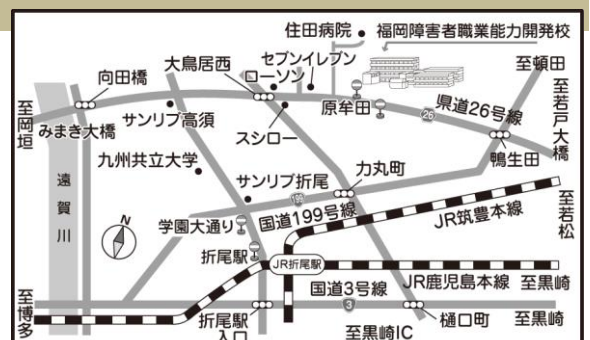 住田病院
福岡障害者職業能力開発校
大鳥居西
セブンイレブン
ローソン
至頓田
向田橋
至岡垣
みまき大橋
サンリブ高須
スシロー
原牟田
26
県道26号線
至若戸大橋
九州共立大学
鴨生田
遠賀川
サンリブ折尾
力丸町
199
国道199号線
至若松
N
学園大通り
JR筑豊本線
折尾駅
JR折尾駅
JR鹿児島本線
国道3号線
3
至博多
折尾駅
入口
樋口町
至黒崎
至黒崎
至黒崎IC